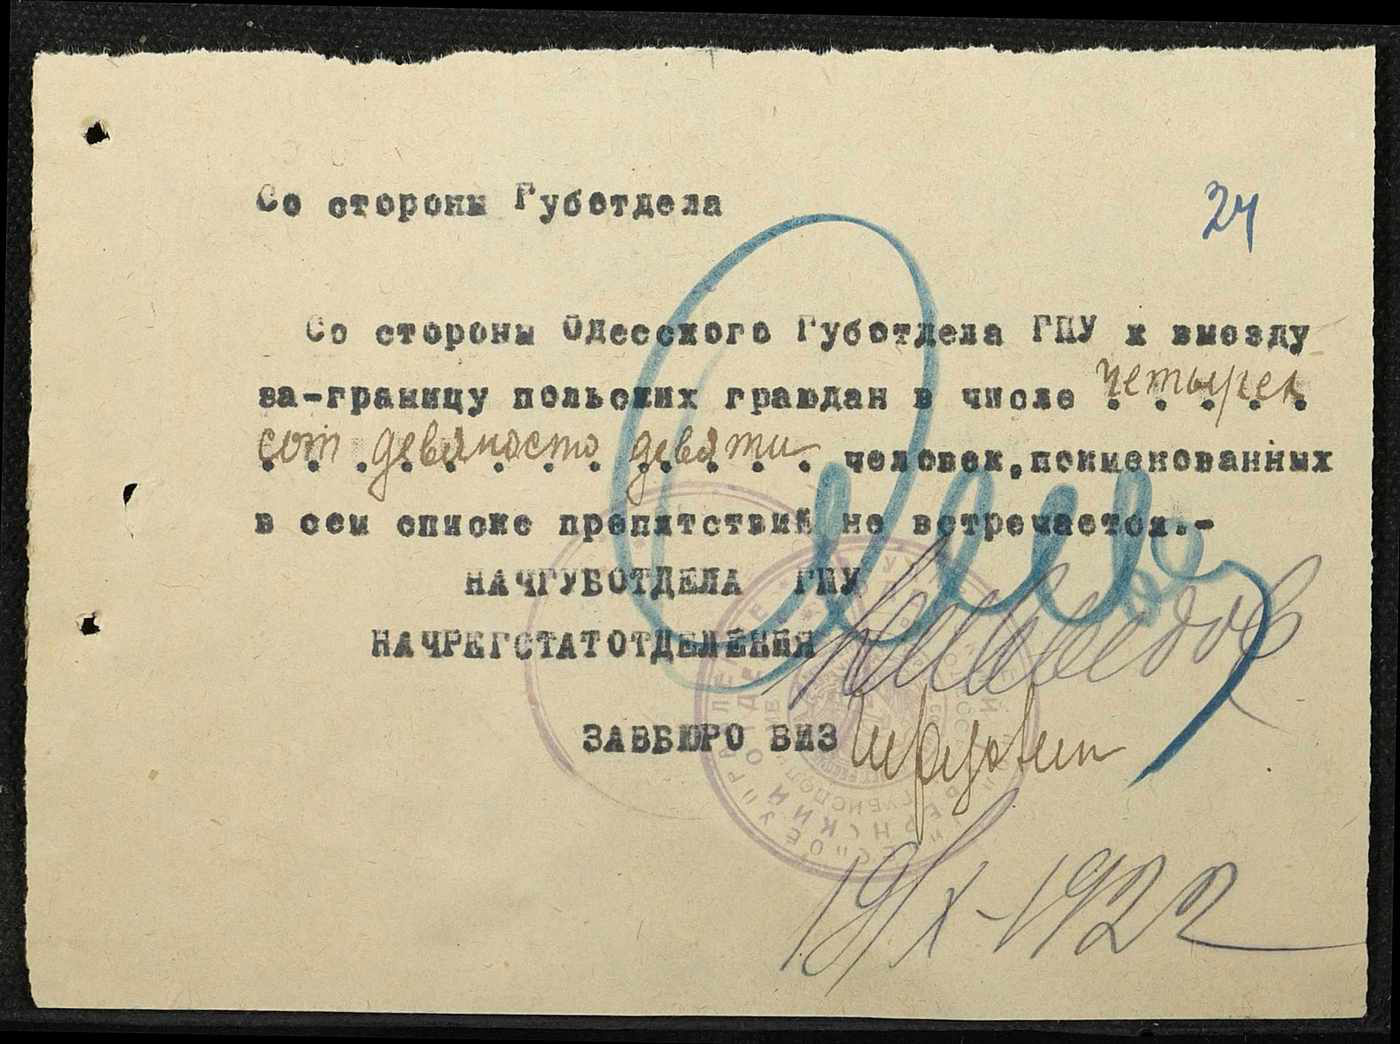 Со стороны Губотдела
24
Со стороны Одесского Губотдела ГПУ к выезду
за-границу польских граждан в числе четырех
сот девяносто девяти человек, поименованных
в сем списке препятствий не встречается.-
НАЧГУБОТДЕЛА ГПУ
НАЧРЕГСТАТОТДЕЛЕНИЯ
ЗАВБЮРО ВИЗ
19/X-1922